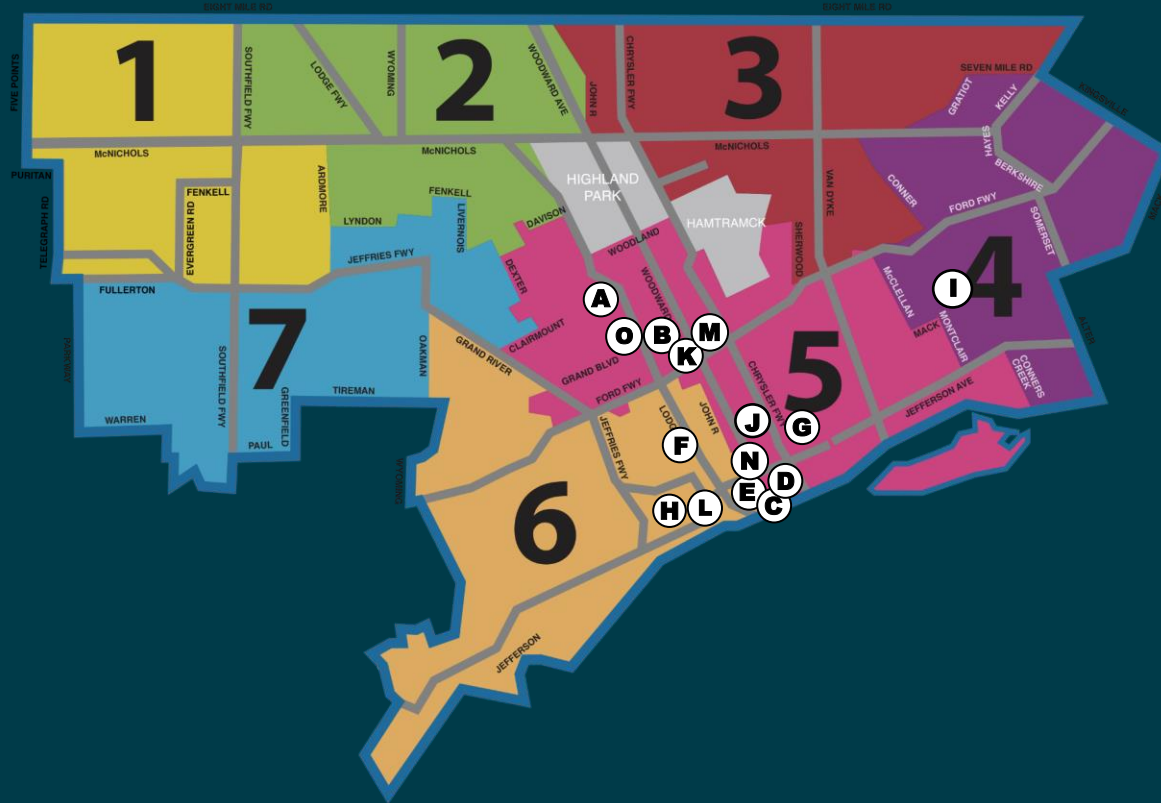 EIGHT MILE RD
EIGHT MILE RD
FIVE POINTS
1
SOUTHFIELD FWY
LODGE FWY
WYOMING
2
WOODWARD AVE
JOHN R
CHRYSLER FWY
3
SEVEN MILE RD
GRATIOT
KELLY
KINGSVILLE
HAYES
BERKSHIRE
McNICHOLS
McNICHOLS
McNICHOLS
PURITAN
TELEGRAPH RD
FENKELL
EVERGREEN RD
ARDMORE
FENKELL
LYNDON
LIVERNOIS
DAVISON
HIGHLAND
PARK
HAMTRAMCK
VAN DYKE
CONNER
FORD FWY
SOMERSET
MACK
JEFFRIES FWY
DEXTER
WOODLAND
WOODWARD
SHERWOOD
McCLELLAN
4
FULLERTON
7
PARKWAY
SOUTHFIELD FWY
GREENFIELD
OAKMAN
GRAND RIVER
CLAIRMOUNT
GRAND BLVD
FORD FWY
CHRYSLER FWY
5
MACK
MONTCLAIR
ALTER
CONNERS
CREEK
JEFFERSON AVE
TIREMAN
WARREN
PAUL
WYOMING
JEFFRIES FWY
JOHN R
6
JEFFERSON
A
O
B
M
K
I
J
G
F
N
E
D
C
H
L